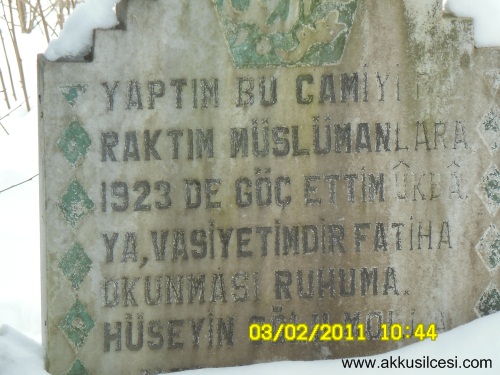 YAPTIM BU CAMİYİ
RAKTIM MÜSLÜMANLARA
1923 DE GÖÇ ETTİM ÛKBÂ
YA, VASİYETİMDİR FATİHA
OKUNMASI RUHUMA.
HÜSEYİN
03/02/2011 10:44
www.akkusilcesi.com